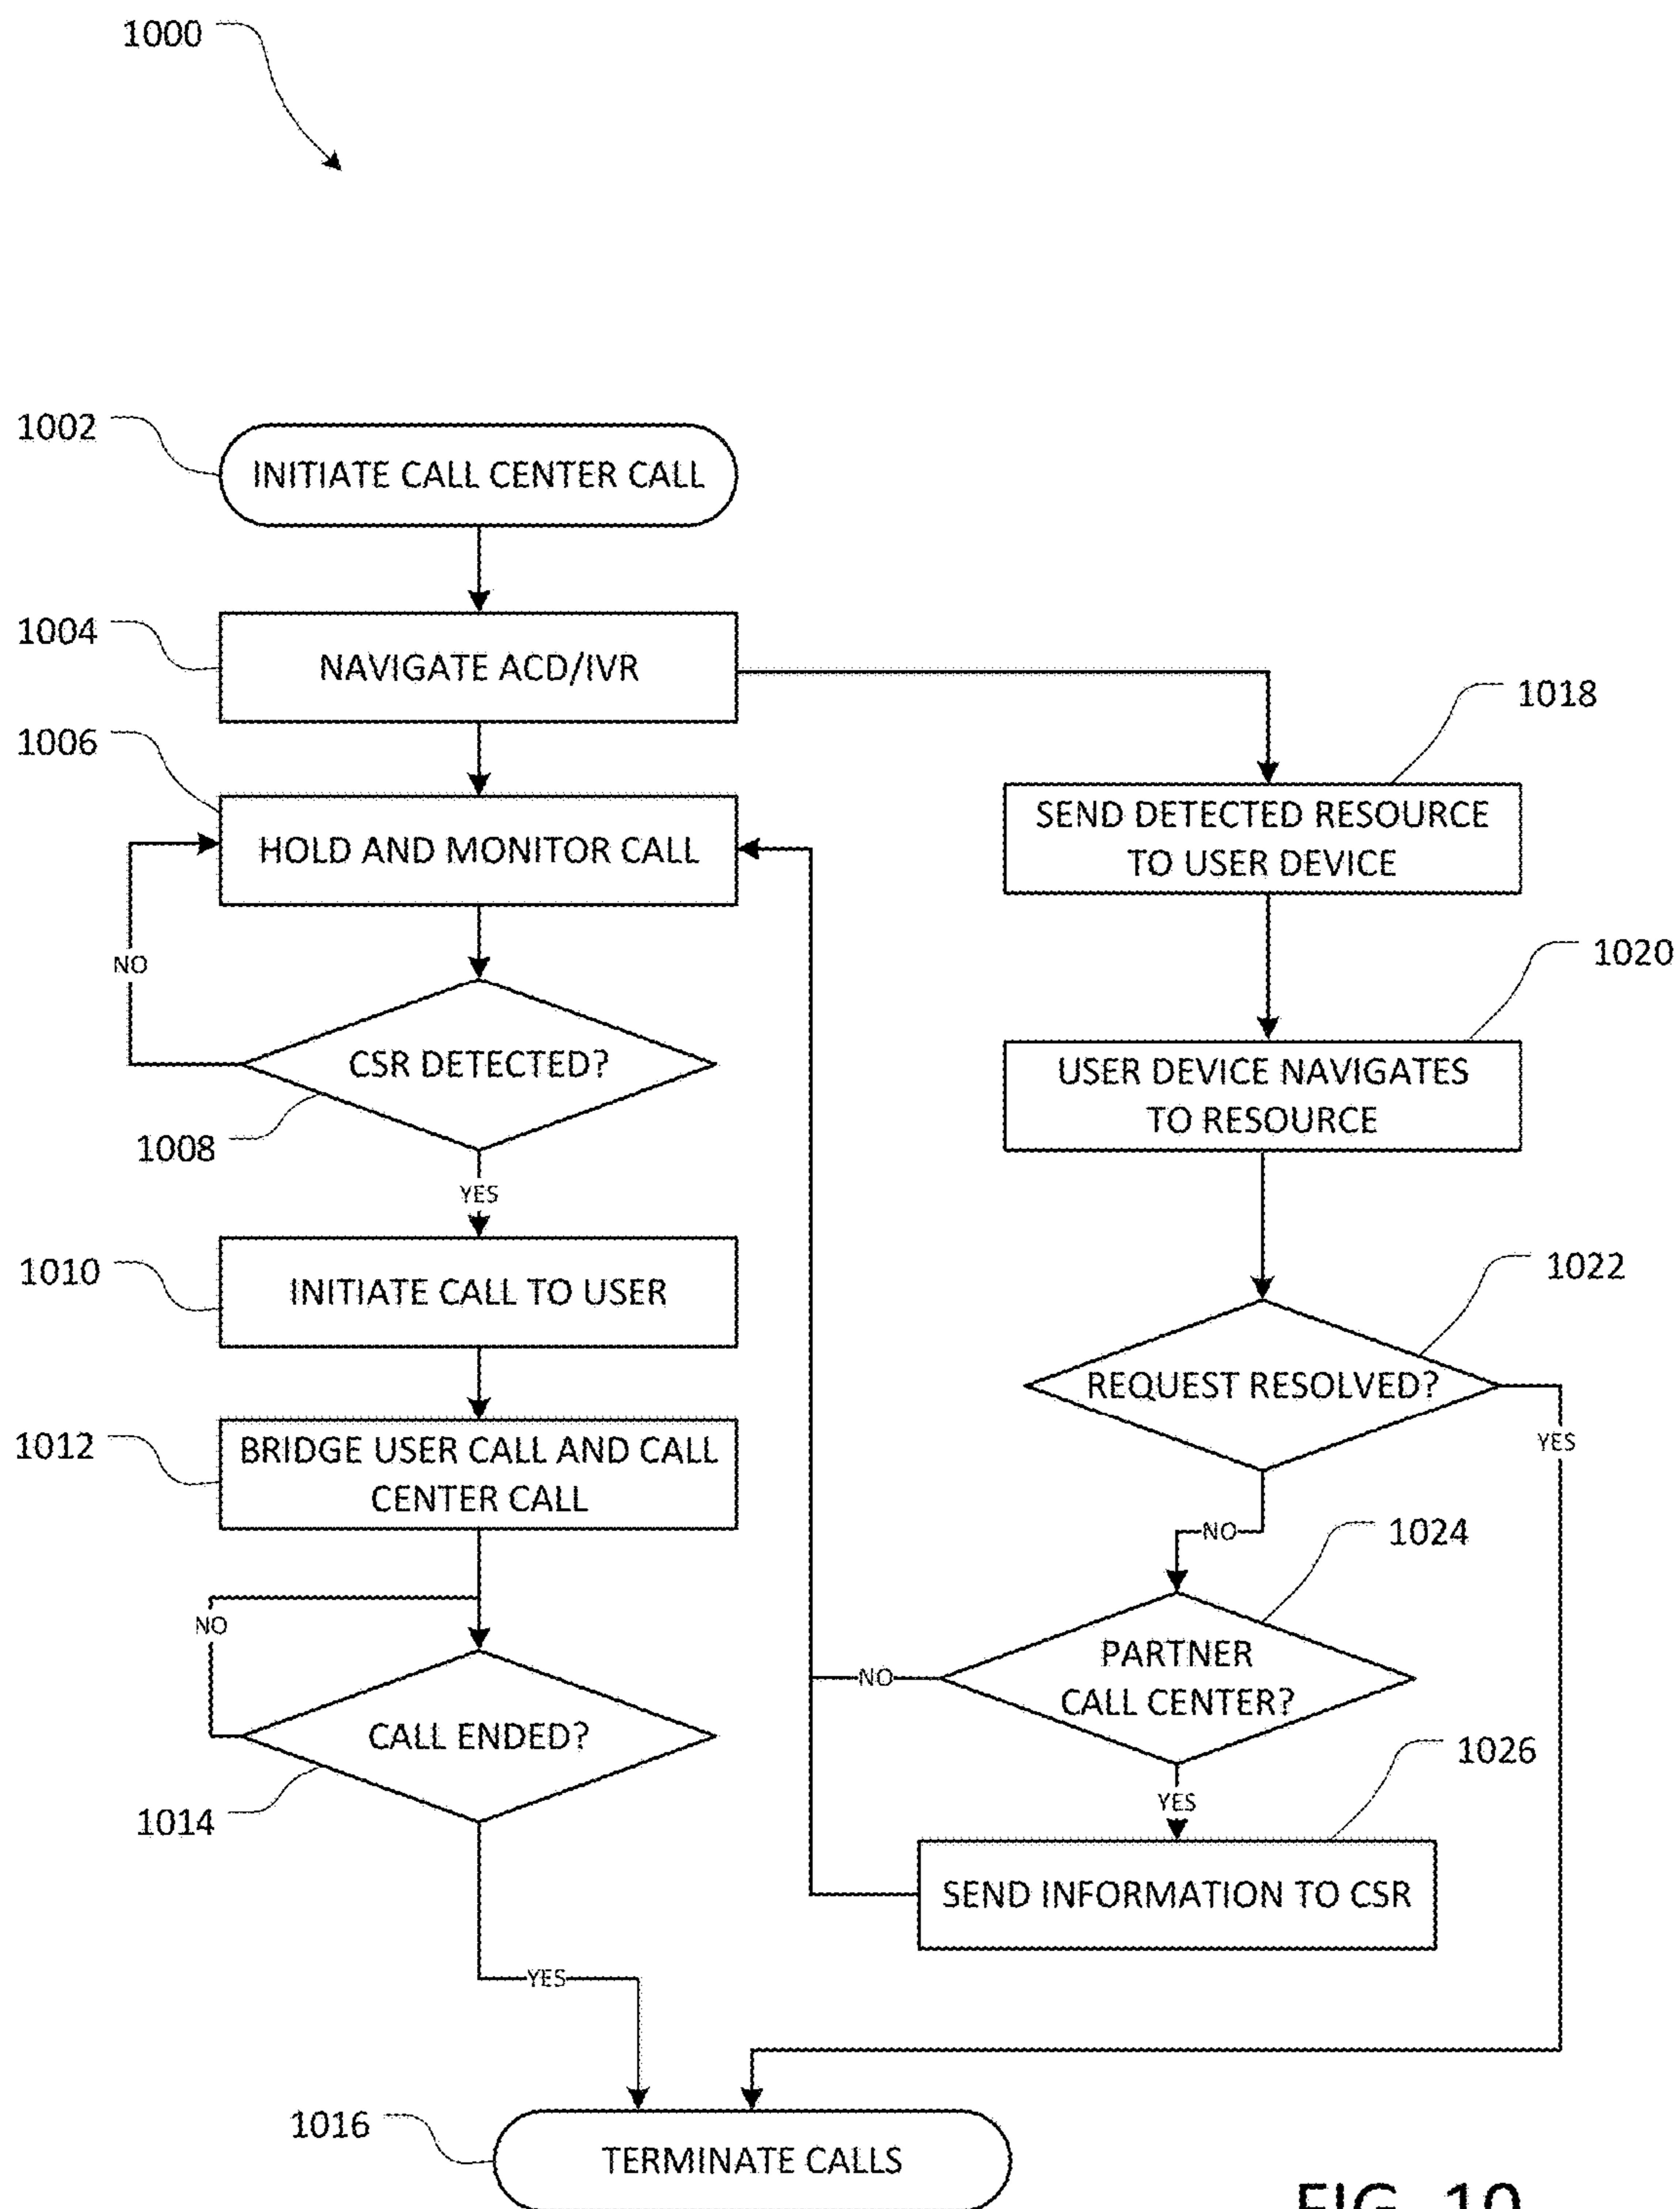 1000
1002
INITIATE CALL CENTER CALL
1004
NAVIGATE ACD/IVR
1018
SEND DETECTED RESOURCE
TO USER DEVICE
1006
HOLD AND MONITOR CALL
NO
1020
USER DEVICE NAVIGATES
TO RESOURCE
CSR DETECTED?
1008
YES
1010
INITIATE CALL TO USER
1022
REQUEST RESOLVED?
YES
1012
BRIDGE USER CALL AND CALL
CENTER CALL
NO
1024
NO
PARTNER
CALL CENTER?
NO
CALL ENDED?
1014
YES
1026
SEND INFORMATION TO CSR
YES
1016
TERMINATE CALLS
FIG. 10